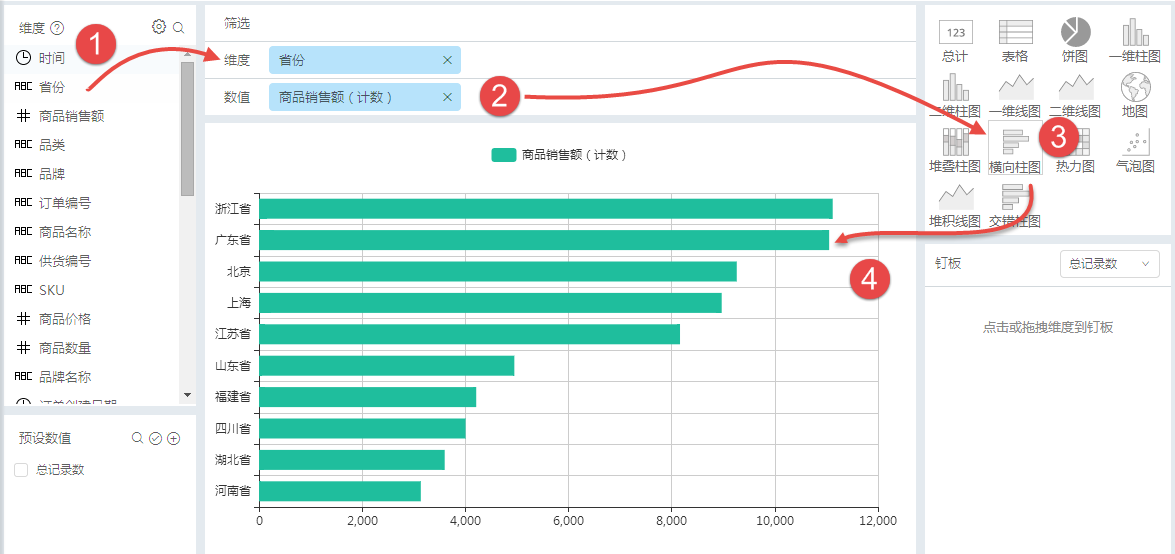 维度 ?
时间
ABC 省份
# 商品销售额
ABC 品类
ABC 品牌
ABC 订单编号
ABC 商品名称
ABC 供货编号
ABC SKU
# 商品价格
# 商品数量
ABC 品牌名称
订单创建日期
预设数值
总记录数
1
筛选
维度 省份 ×
数值 商品销售额（计数） ×
2
商品销售额（计数）
浙江省
广东省
北京
上海
江苏省
山东省
福建省
四川省
湖北省
河南省
0 2,000 4,000 6,000 8,000 10,000 12,000
4
123
总计 表格 饼图 一维柱图
二维柱图 一维线图 二维线图 地图
3
堆叠柱图 横向柱图 热力图 气泡图
堆积线图 交错柱图
钉板 总记录数
点击或拖拽维度到钉板